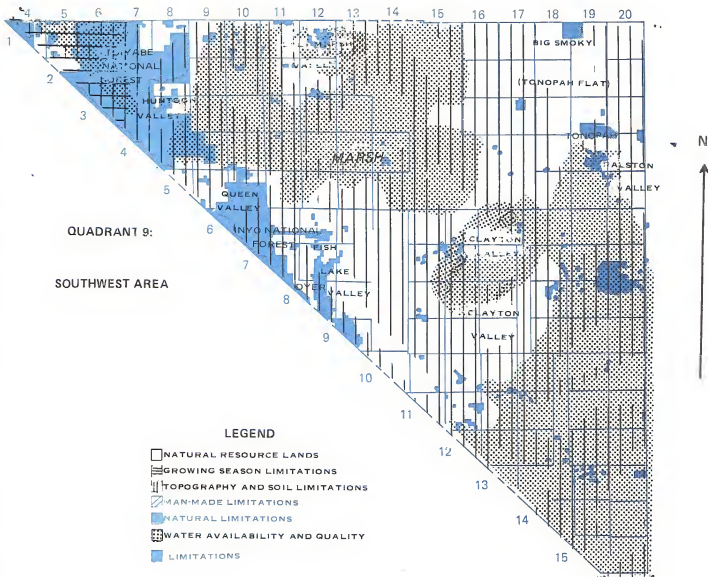 4 5 6 7 8 9 10 11 12 13 14 15 16 17 18 19 20
1
2
3
4
5
6
7
8
9
10
11
12
13
14
15
NATIONAL
HUNTOON
VALLEY
MARSH
BIG SMOKY
(TONOPAH FLAT)
TONOPAH
RALSTON
VALLEY
N
QUEEN
VALLEY
INYO NATIONAL
FOREST
FISH
LAKE
VALLEY
DYER
CLAYTON
VALLEY
CLAYTON
VALLEY
QUADRANT 9:
SOUTHWEST AREA
LEGEND
NATURAL RESOURCE LANDS
GROWING SEASON LIMITATIONS
TOPOGRAPHY AND SOIL LIMITATIONS
MAN-MADE LIMITATIONS
NATURAL LIMITATIONS
WATER AVAILABILITY AND QUALITY
LIMITATIONS